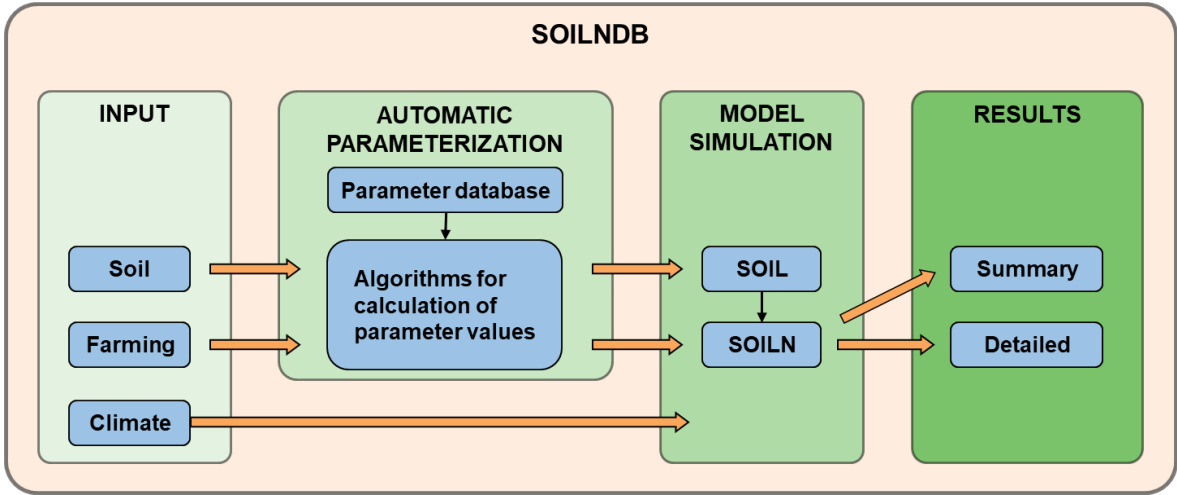 SOILNDB
INPUT
Soil
Farming
Climate
AUTOMATIC
PARAMETERIZATION
Parameter database
Algorithms for
calculation of
parameter values
MODEL
SIMULATION
SOIL
SOILN
RESULTS
Summary
Detailed